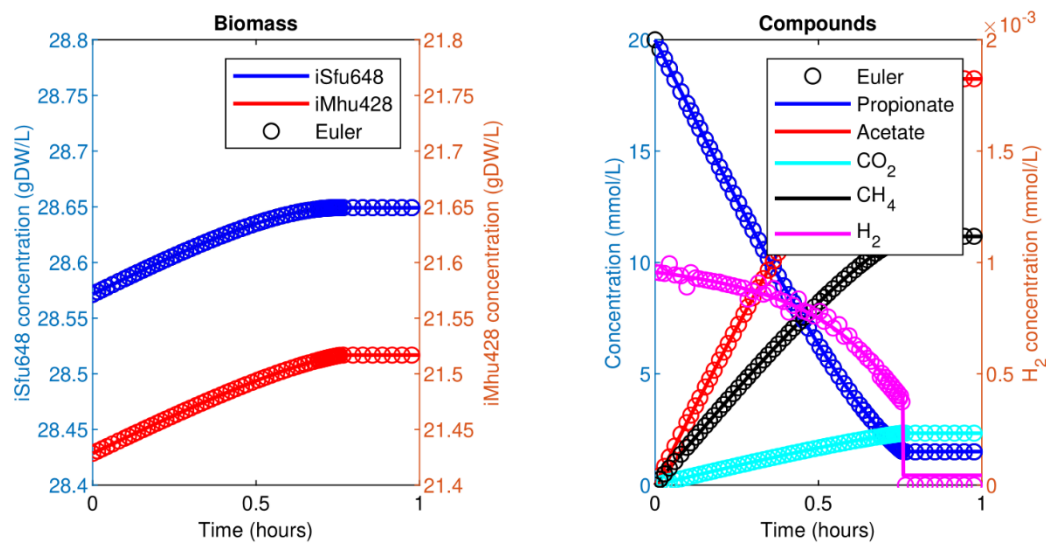 Biomass
iSfu648 concentration (gDW/L)
28.8
28.75
28.7
28.65
28.6
28.55
28.5
28.45
28.4
iSfu648
iMhu428
Euler
21.8
21.75
21.7
21.65
21.6
21.55
21.5
21.45
21.4
iMhu428 concentration (gDW/L)
0
0.5
1
Time (hours)
Compounds
×10⁻³
Concentration (mmol/L)
20
15
10
5
0
Euler
Propionate
Acetate
CO₂
CH₄
H₂
2
1.5
1
0.5
0
H₂ concentration (mmol/L)
0
0.5
1
Time (hours)